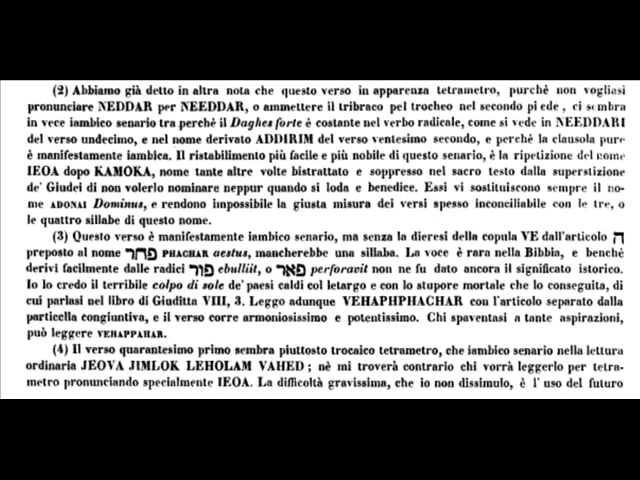 (2) Abbiamo già detto in altra nota che questo verso in apparenza tetrametro, purchè non vogliasi
pronunciare NEDDAR per NEEDDAR, o ammettere il tribraco pel trocheo nel secondo piede, ci sembra
in vece iambico senario tra perchè il Daghes forte è costante nel verbo radicale, come si vede in NEEDDARI
del verso undecimo, e nel nome derivato ADDIRIM del verso ventesimo secondo, e perchè la clausola pure
è manifestamente iambica. Il ristabilimento più facile e più nobile di questo senario, è la ripetizione del nome
IEOA dopo KAMOKA, nome tante altre volte bistrattato e soppresso nel sacro testo dalla superstizione
de' Giudei di non volerlo nominare neppur quando si loda e benedice. Essi vi sostituiscono sempre il no-
me ADONAI Dominus, e rendono impossibile la giusta misura dei versi spesso inconciliabile con le tre, o
le quattro sillabe di questo nome.
(3) Questo verso è manifestamente iambico senario, ma senza la dieresi della copula VE dall'articolo ה
preposto al nome פחר PHACHAR aestus, mancherebbe una sillaba. La voce è rara nella Bibbia, e benchè
derivi facilmente dalle radici פור ebulliit, o פאר perforavit non ne fu dato ancora il significato istorico.
Io lo credo il terribile colpo di sole de' paesi caldi col letargo e con lo stupore mortale che lo conseguita, di
cui parlasi nel libro di Giuditta VIII, 3. Leggo adunque VEHAPHPHACHAR con l'articolo separato dalla
particella congiuntiva, e il verso corre armoniosissimo e potentissimo. Chi spaventasi a tante aspirazioni,
può leggere VEHAPPAHAR.
(4) Il verso quarantesimo primo sembra piuttosto trocaico tetrametro, che iambico senario nella lettura
ordinaria JEOVA JIMLOK LEHOLAM VAHED ; nè mi troverà contrario chi vorrà leggerlo per tetra-
metro pronunciando specialmente IEOA. La difficoltà gravissima, che io non dissimulo, è l' uso del futuro